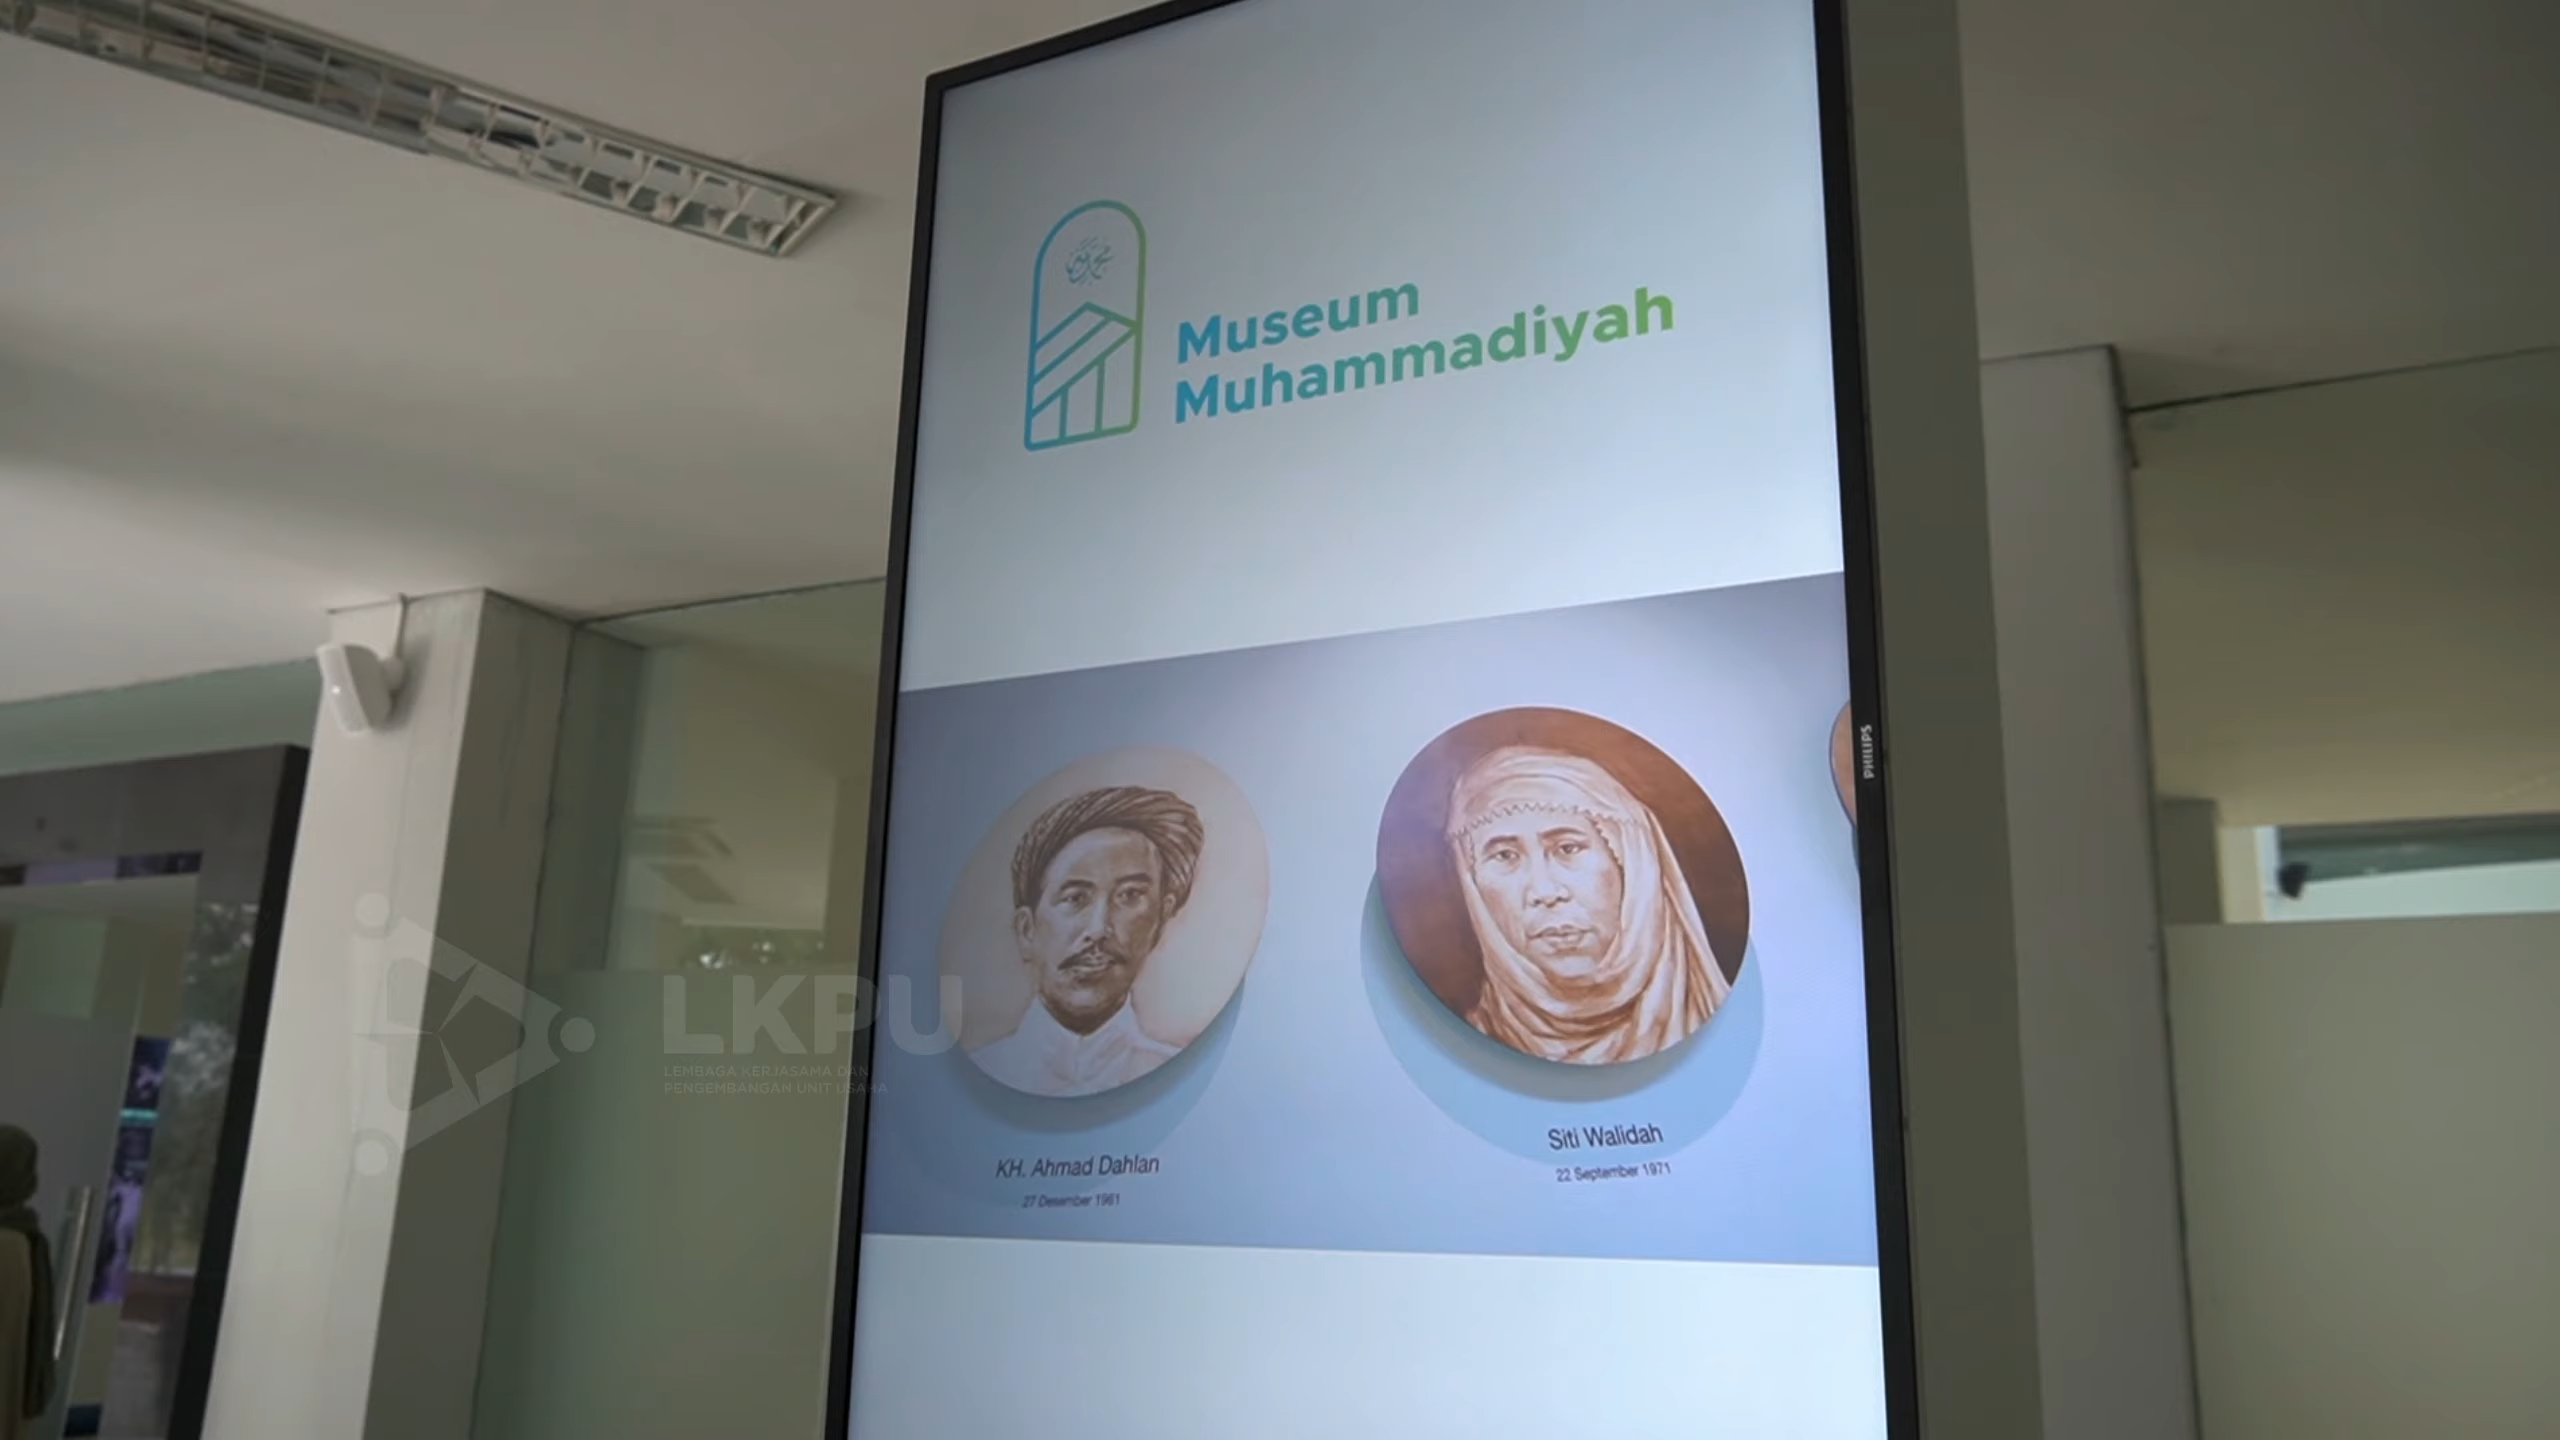 Museum
Muhammadiyah
PHILIPS
LKPU
LEMBAGA KERJASAMA DAN
PENGEMBANGAN UNIT USAHA
KH. Ahmad Dahlan
27 Desember 1961
Siti Walidah
22 September 1971